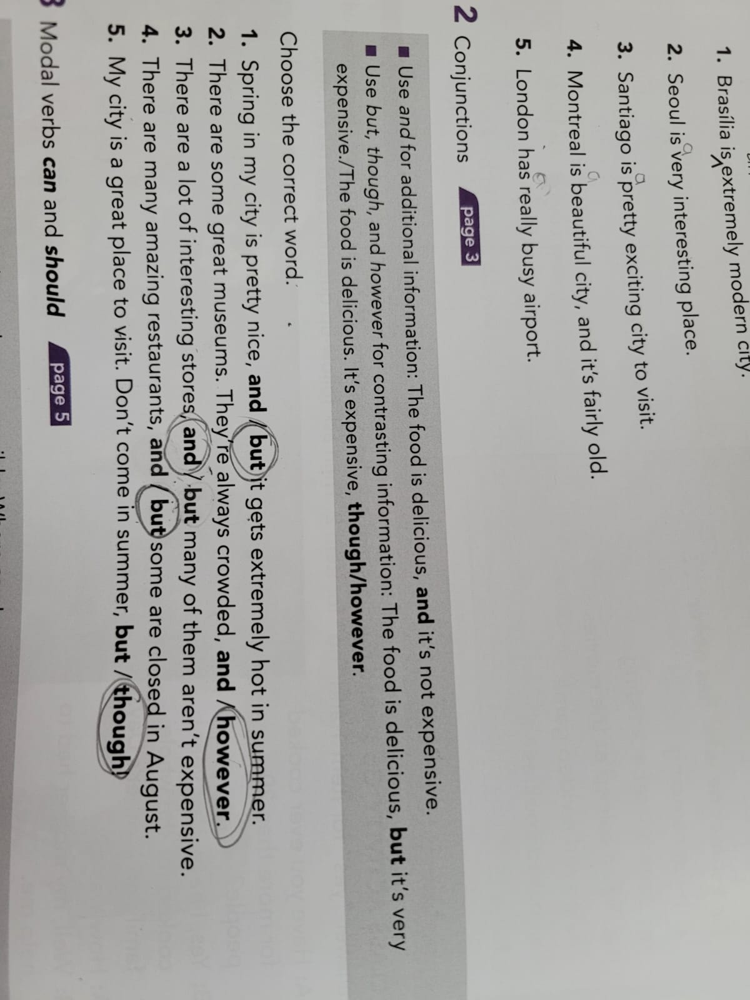 1. Brasília is ^ extremely modern city.
2. Seoul is a very interesting place.
3. Santiago is a pretty exciting city to visit.
4. Montreal is a beautiful city, and it's fairly old.
5. London has a really busy airport.
2 Conjunctions page 3
■ Use and for additional information: The food is delicious, and it's not expensive.
■ Use but, though, and however for contrasting information: The food is delicious, but it's very
expensive./The food is delicious. It's expensive, though/however.
Choose the correct word.
1. Spring in my city is pretty nice, and / but it gets extremely hot in summer.
2. There are some great museums. They're always crowded, and / however.
3. There are a lot of interesting stores, and / but many of them aren't expensive.
4. There are many amazing restaurants, and / but some are closed in August.
5. My city is a great place to visit. Don't come in summer, but / though!
3 Modal verbs can and should page 5